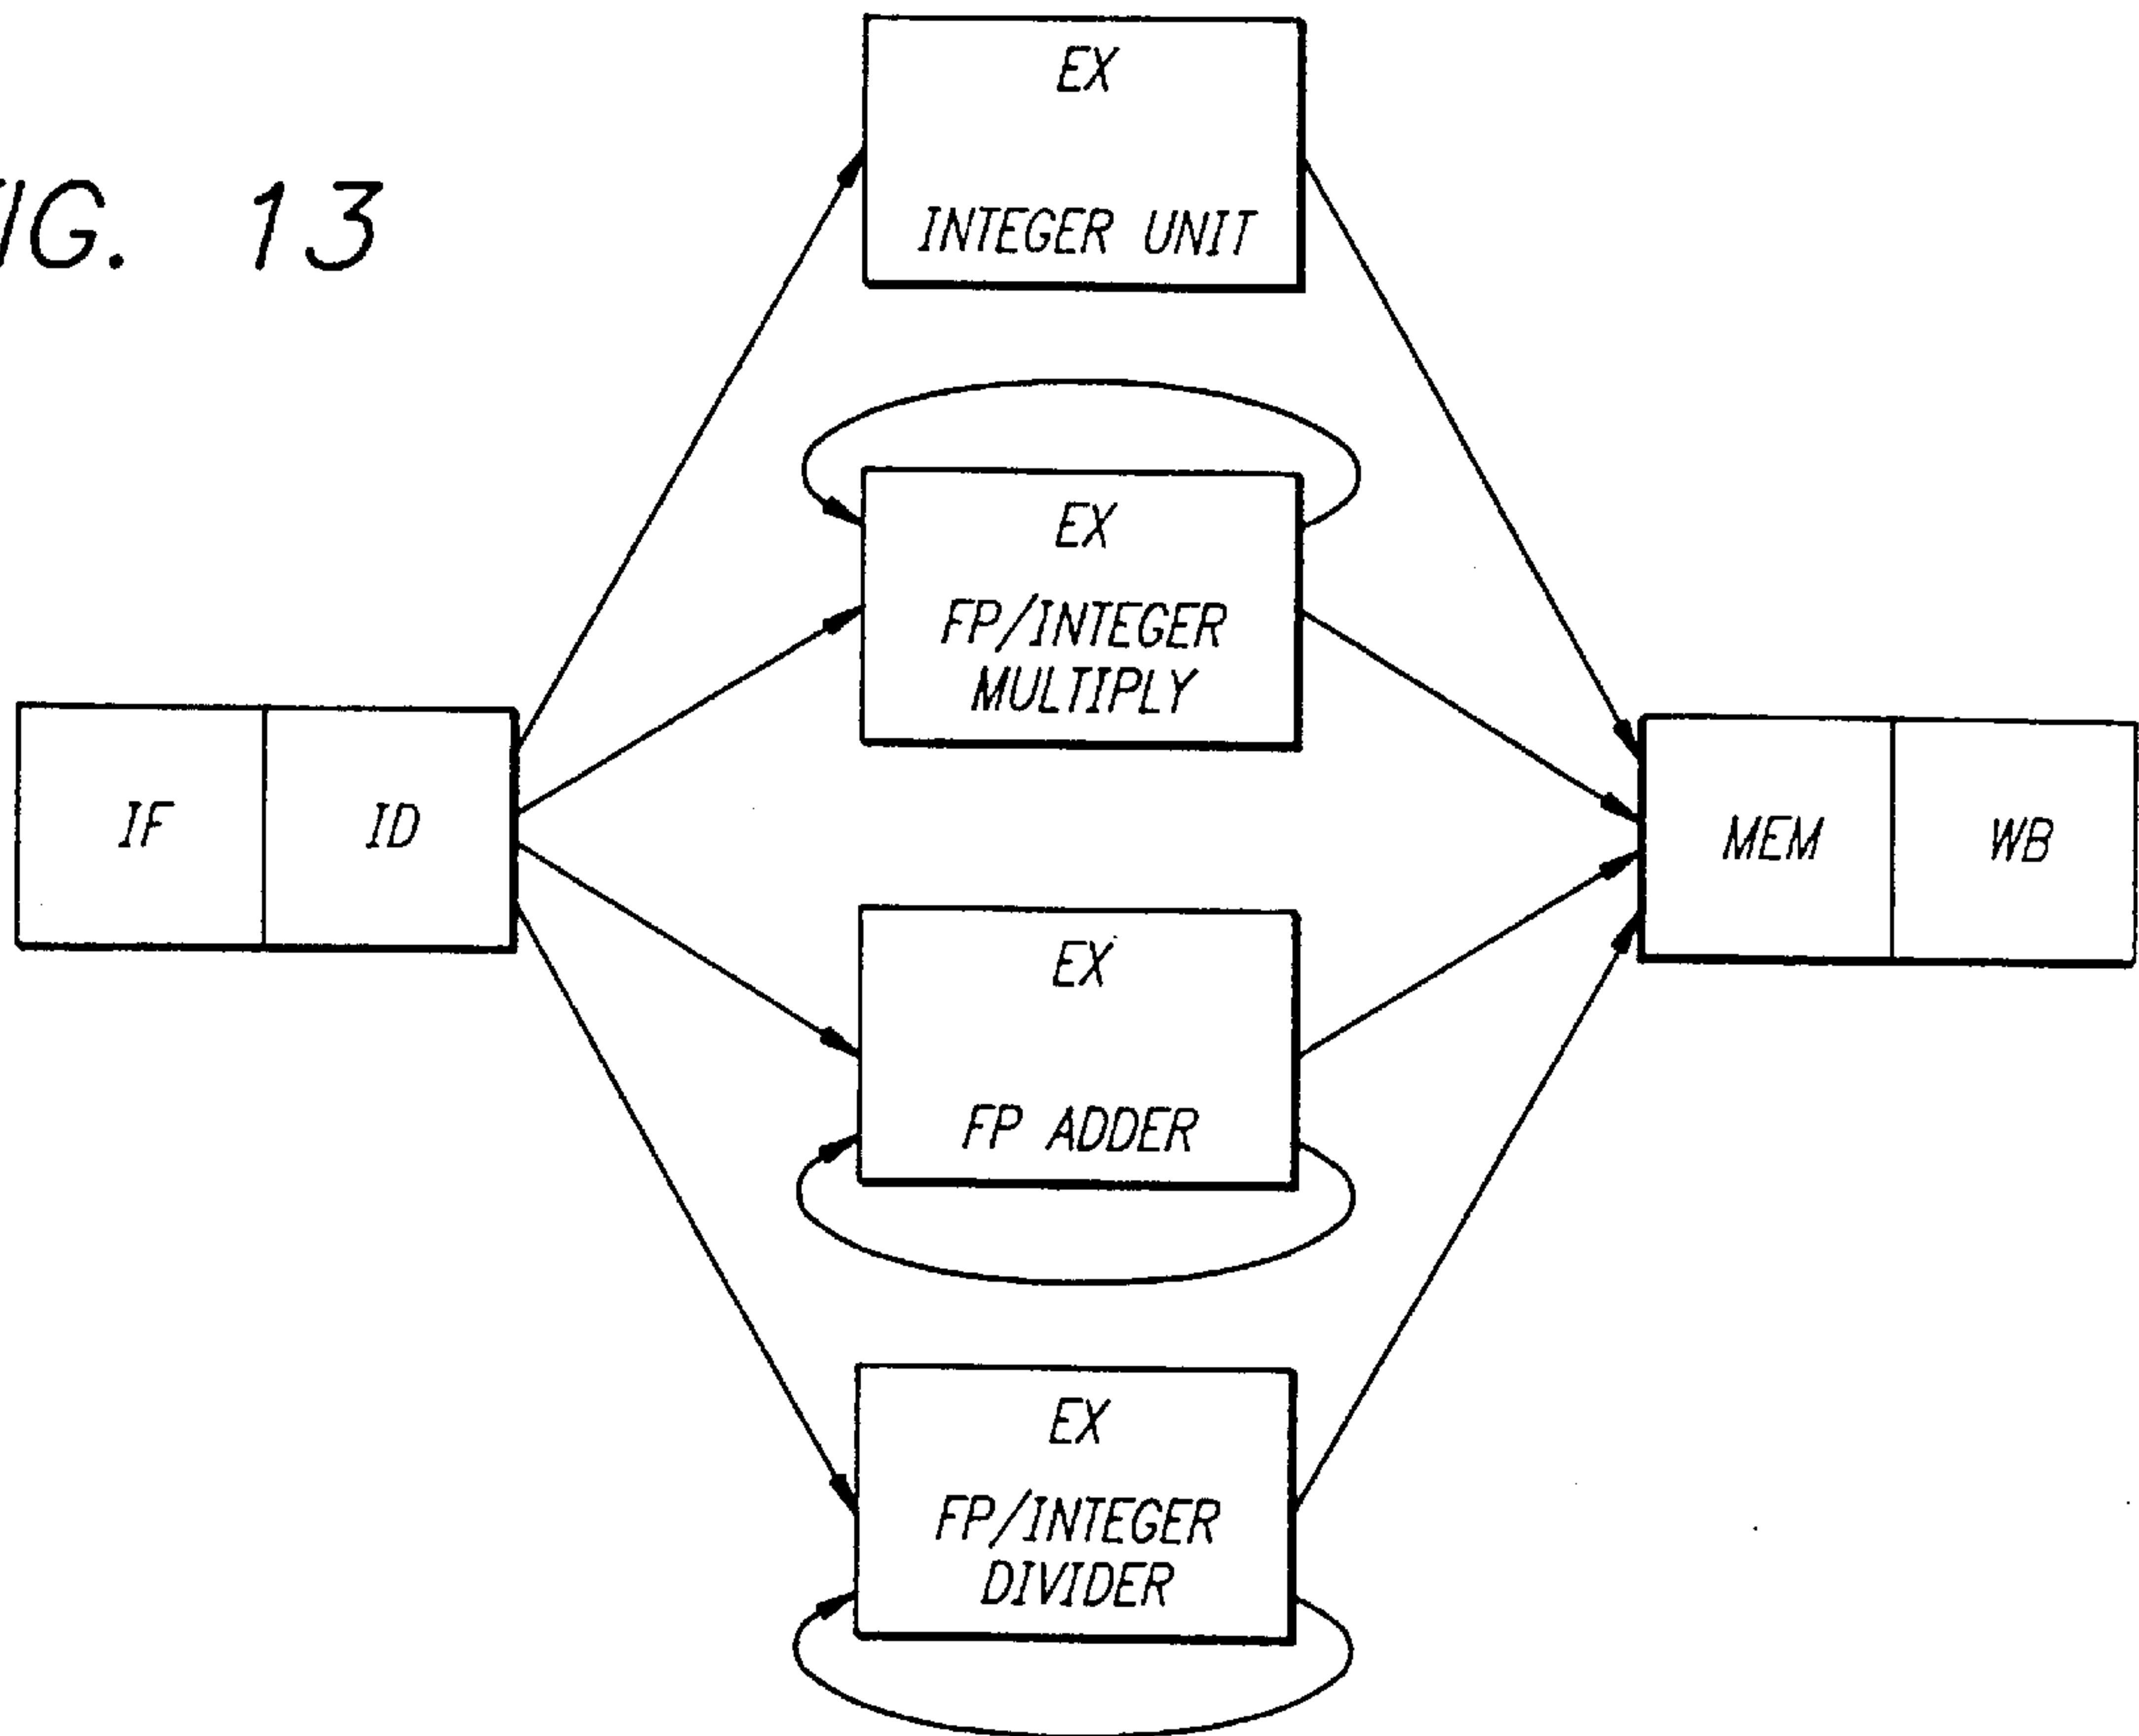 IG. 13
EX
INTEGER UNIT
EX
FP/INTEGER
MULTIPLY
IF
ID
MEM
WB
EX
FP ADDER
EX
FP/INTEGER
DIVIDER